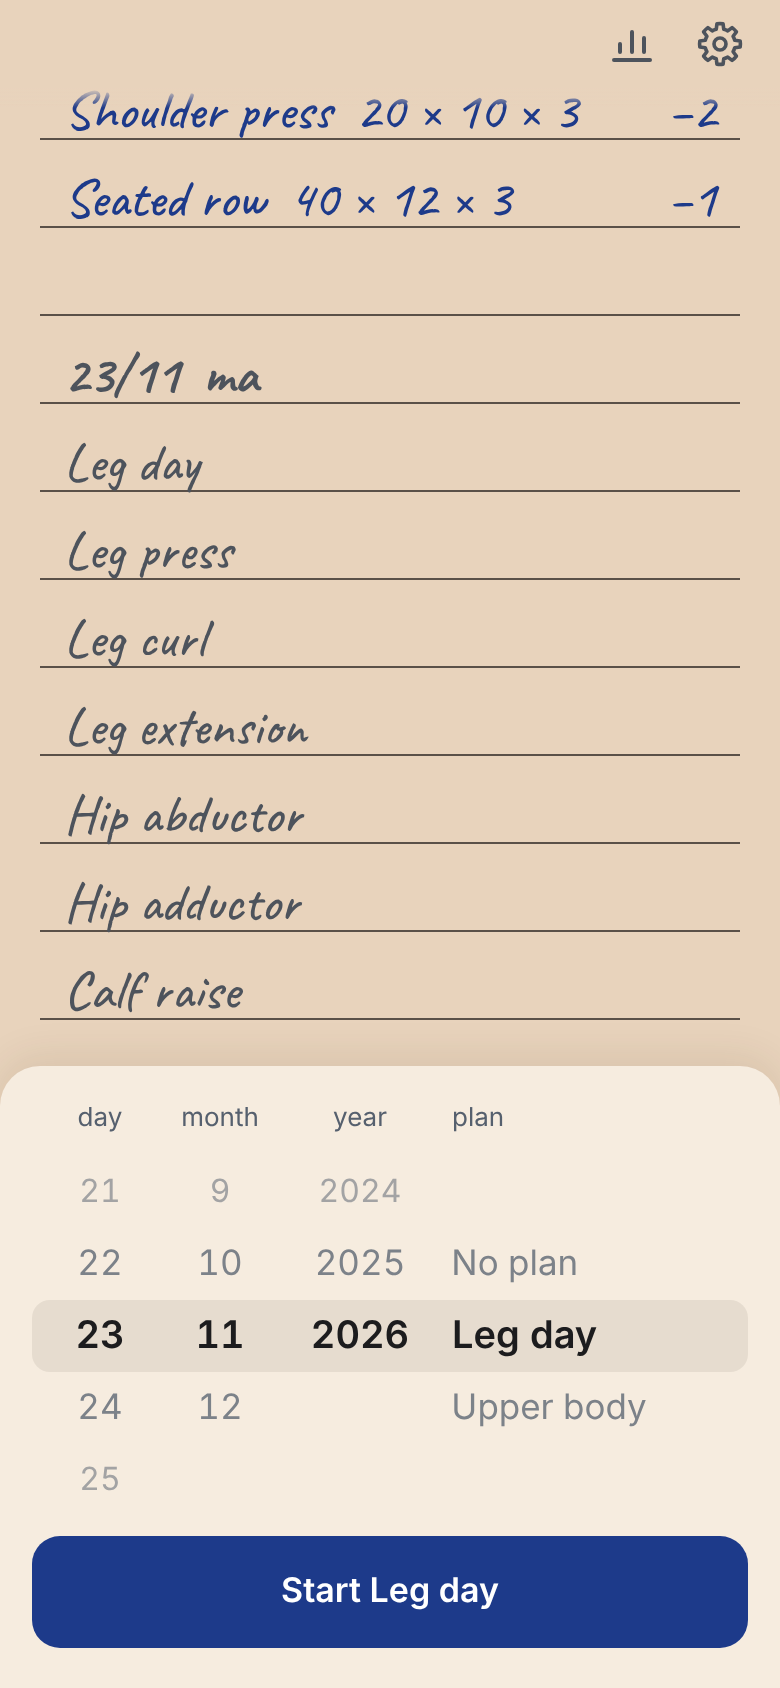 Shoulder press 20 × 10 × 3 –2
Seated row 40 × 12 × 3 –1
23/11 ma
Leg day
Leg press
Leg curl
Leg extension
Hip abductor
Hip adductor
Calf raise
day month year plan
21 9 2024
22 10 2025 No plan
23 11 2026 Leg day
24 12 Upper body
25
Start Leg day